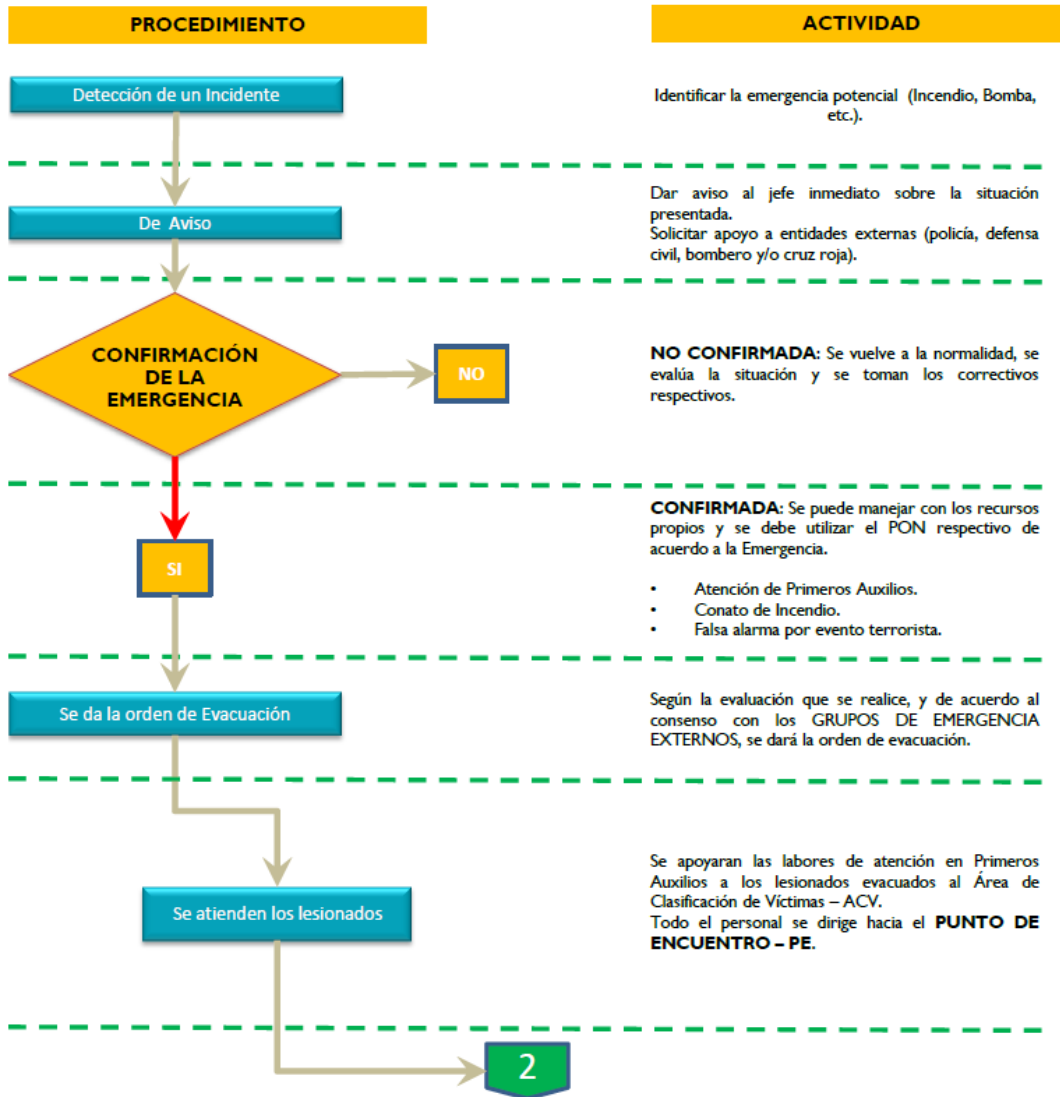 PROCEDIMIENTO
ACTIVIDAD
Detección de un Incidente
Identificar la emergencia potencial (Incendio, Bomba,
etc.).
De Aviso
Dar aviso al jefe inmediato sobre la situación
presentada.
Solicitar apoyo a entidades externas (policía, defensa
civil, bombero y/o cruz roja).
CONFIRMACIÓN
DE LA
EMERGENCIA
NO
NO CONFIRMADA: Se vuelve a la normalidad, se
evalúa la situación y se toman los correctivos
respectivos.
SI
CONFIRMADA: Se puede manejar con los recursos
propios y se debe utilizar el PON respectivo de
acuerdo a la Emergencia.
• Atención de Primeros Auxilios.
• Conato de Incendio.
• Falsa alarma por evento terrorista.
Se da la orden de Evacuación
Según la evaluación que se realice, y de acuerdo al
consenso con los GRUPOS DE EMERGENCIA
EXTERNOS, se dará la orden de evacuación.
Se atienden los lesionados
Se apoyaran las labores de atención en Primeros
Auxilios a los lesionados evacuados al Área de
Clasificación de Víctimas – ACV.
Todo el personal se dirige hacia el PUNTO DE
ENCUENTRO – PE.
2